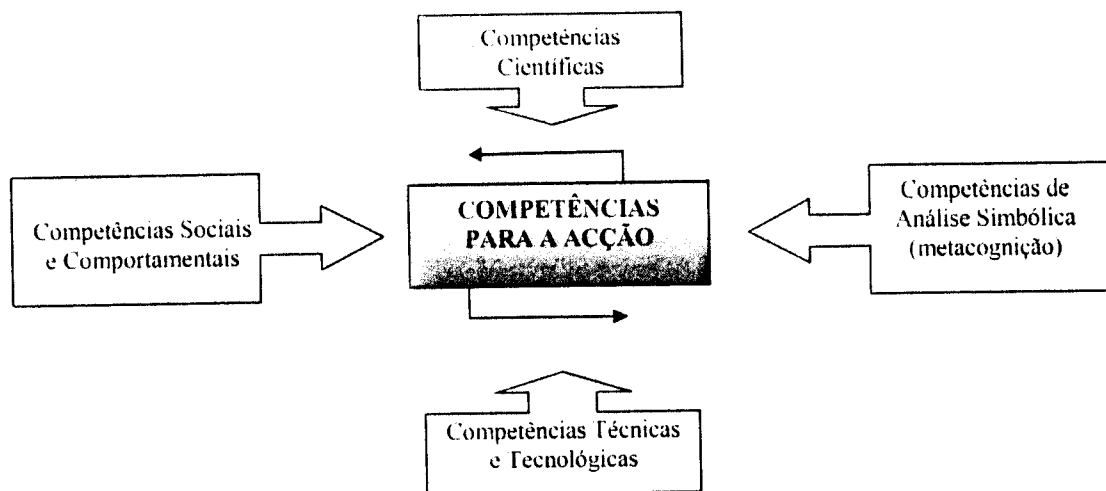 Competências
Científicas
COMPETÊNCIAS
PARA A ACÇÃO
Competências Sociais
e Comportamentais
Competências de
Análise Simbólica
(metacognição)
Competências Técnicas
e Tecnológicas